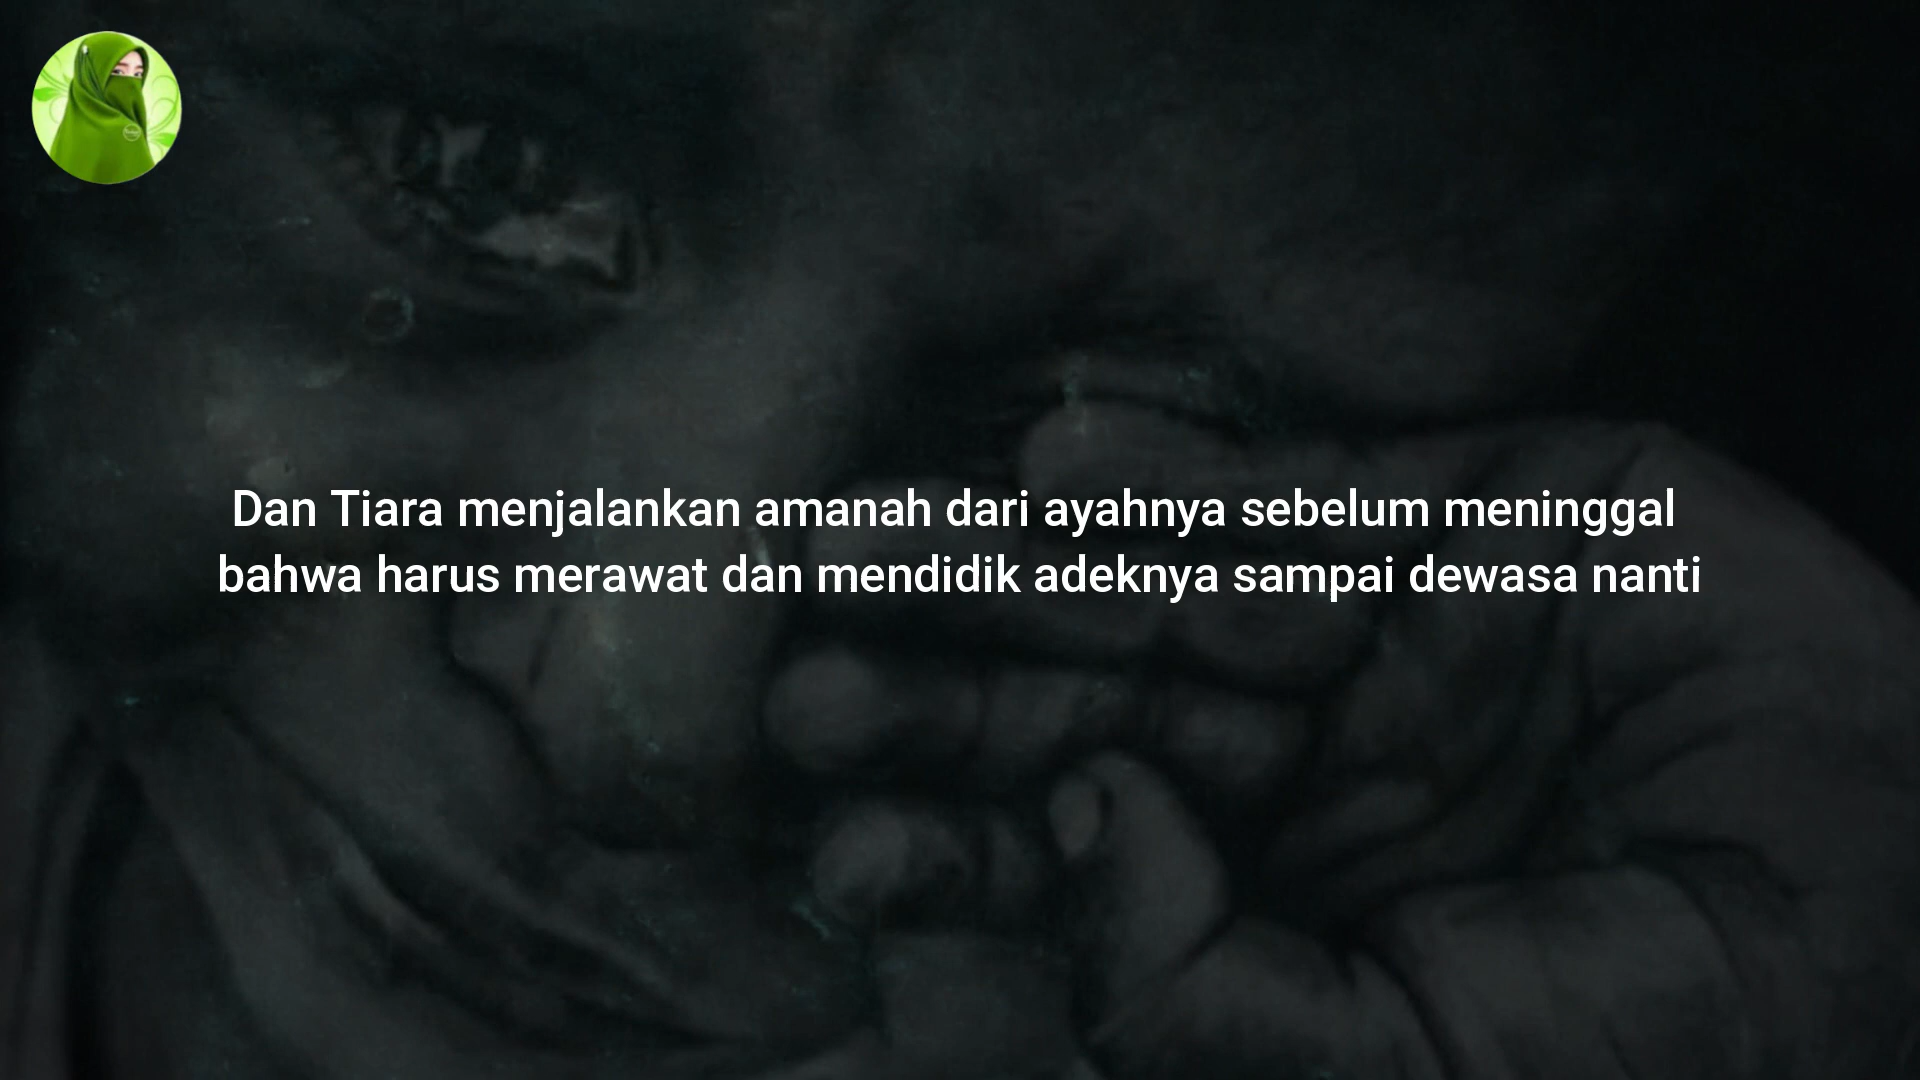 Dan Tiara menjalankan amanah dari ayahnya sebelum meninggal
bahwa harus merawat dan mendidik adeknya sampai dewasa nanti